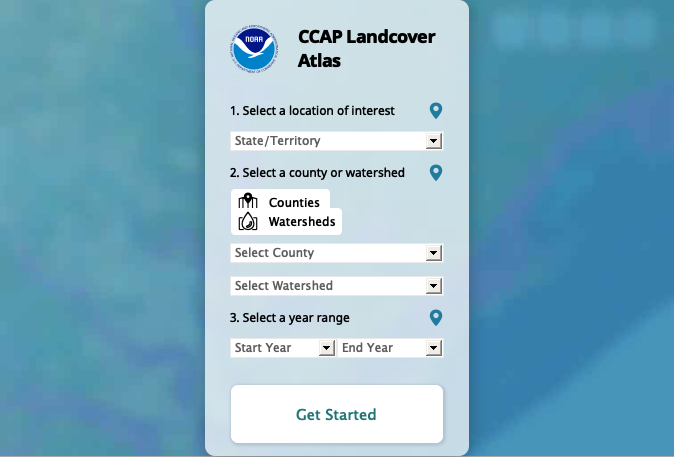 NOAA
CCAP Landcover
Atlas
1. Select a location of interest
State/Territory
2. Select a county or watershed
Counties
Watersheds
Select County
Select Watershed
3. Select a year range
Start Year
End Year
Get Started